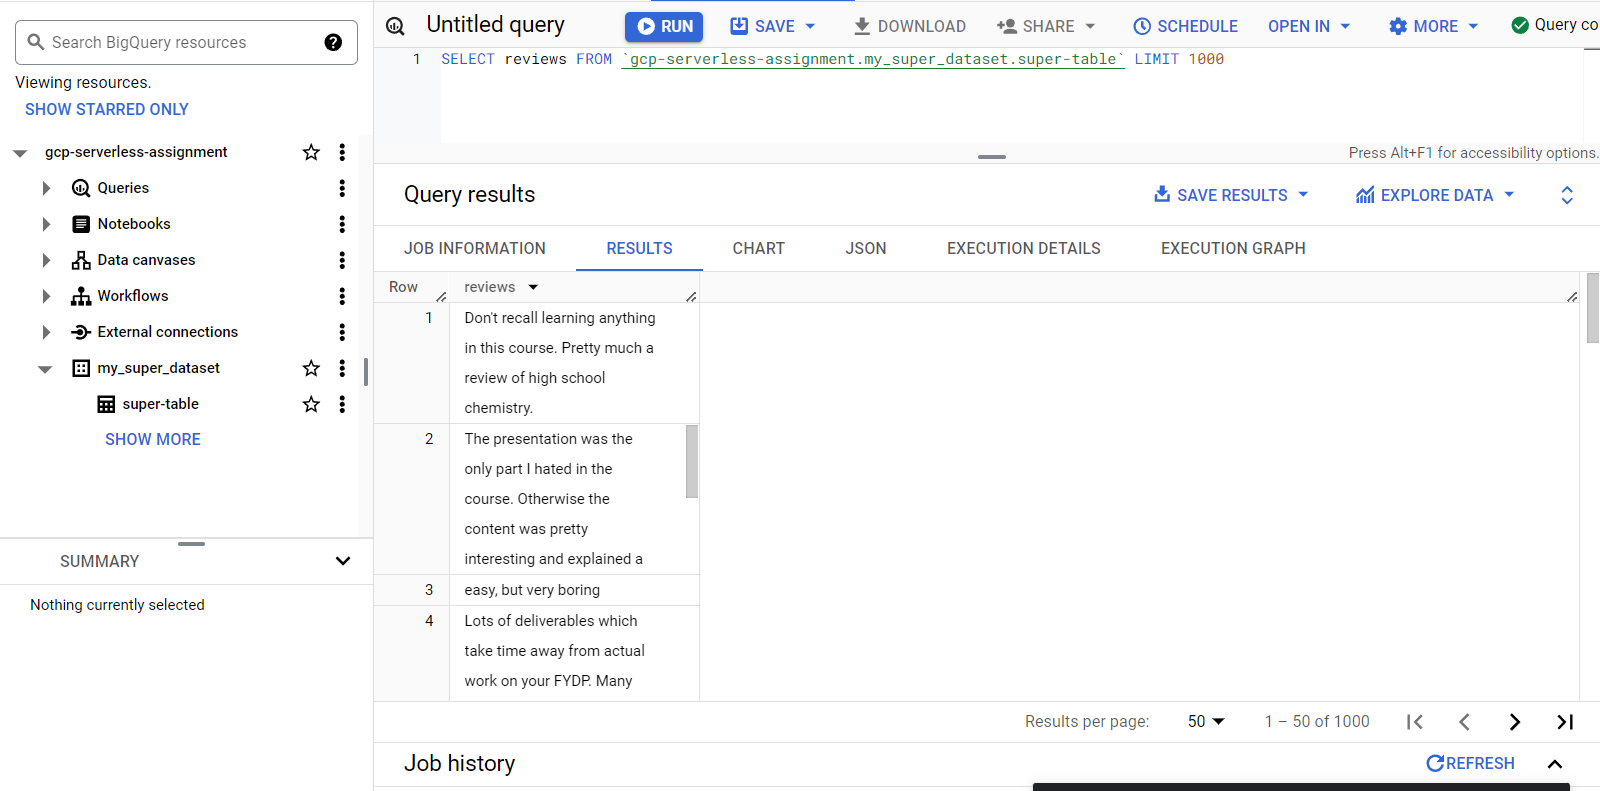 Search BigQuery resources
Viewing resources.
SHOW STARRED ONLY
gcp-serverless-assignment
Queries
Notebooks
Data canvases
Workflows
External connections
my_super_dataset
super-table
SHOW MORE
SUMMARY
Nothing currently selected
Untitled query
RUN
SAVE
DOWNLOAD
SHARE
SCHEDULE
OPEN IN
MORE
Query co
1 SELECT reviews FROM `gcp-serverless-assignment.my_super_dataset.super-table` LIMIT 1000
Press Alt+F1 for accessibility options.
Query results
SAVE RESULTS
EXPLORE DATA
JOB INFORMATION
RESULTS
CHART
JSON
EXECUTION DETAILS
EXECUTION GRAPH
Row reviews
1 Don't recall learning anything
in this course. Pretty much a
review of high school
chemistry.
2 The presentation was the
only part I hated in the
course. Otherwise the
content was pretty
interesting and explained a
3 easy, but very boring
4 Lots of deliverables which
take time away from actual
work on your FYDP. Many
Results per page: 50 1 – 50 of 1000
Job history
REFRESH